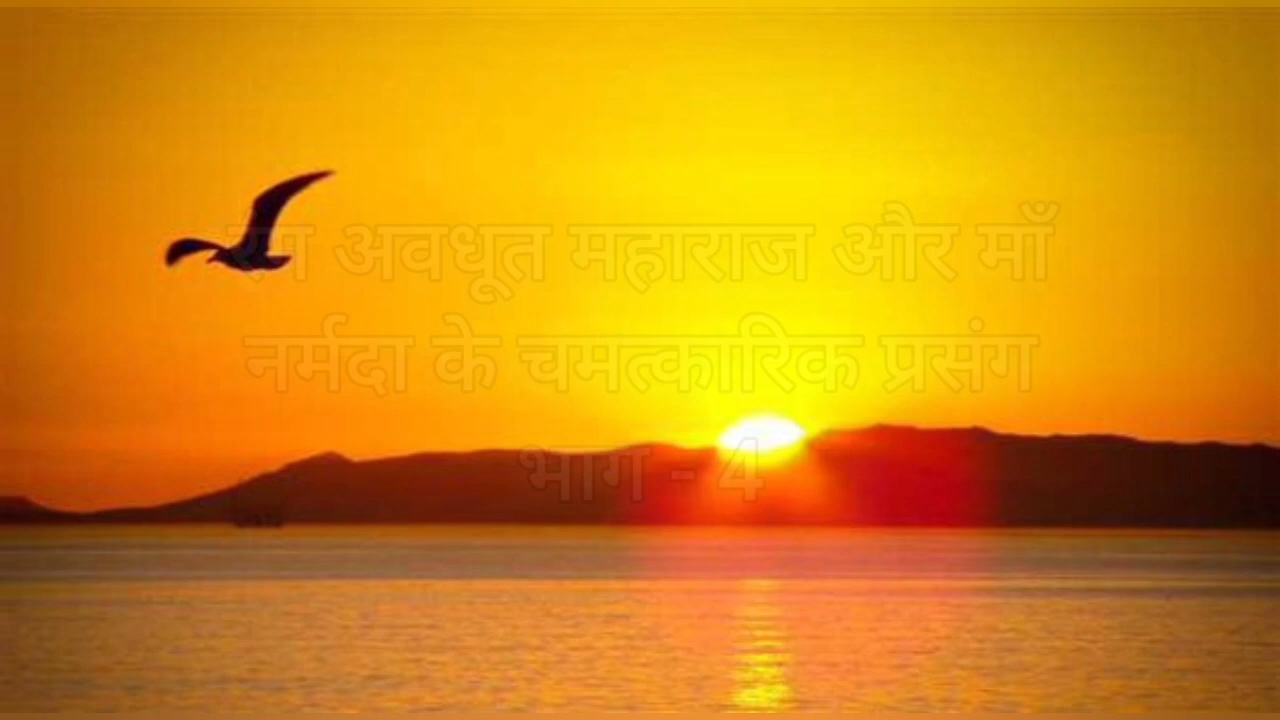 अवधूत महाराज और माँ
नर्मदा के चमत्कारिक प्रसंग
भाग - 4